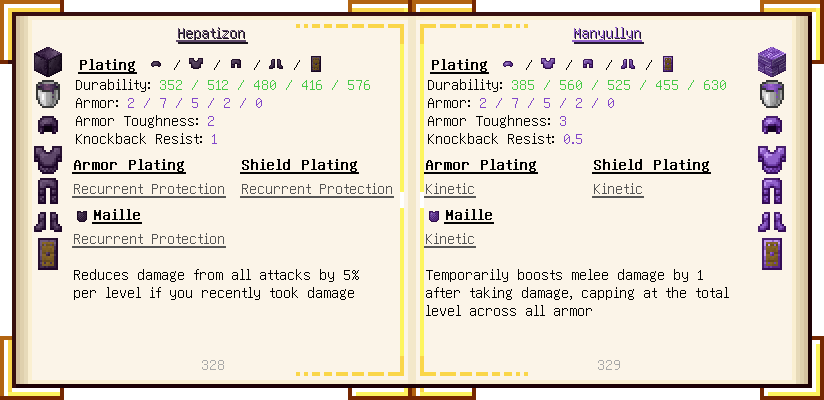 Hepatizon
Plating / / / /
Durability: 352 / 512 / 480 / 416 / 576
Armor: 2 / 7 / 5 / 2 / 0
Armor Toughness: 2
Knockback Resist: 1
Armor Plating Shield Plating
Recurrent Protection Recurrent Protection
Maille
Recurrent Protection
Reduces damage from all attacks by 5%
per level if you recently took damage
328
Manyullyn
Plating / / / /
Durability: 385 / 560 / 525 / 455 / 630
Armor: 2 / 7 / 5 / 2 / 0
Armor Toughness: 3
Knockback Resist: 0.5
Armor Plating Shield Plating
Kinetic Kinetic
Maille
Kinetic
Temporarily boosts melee damage by 1
after taking damage, capping at the total
level across all armor
329